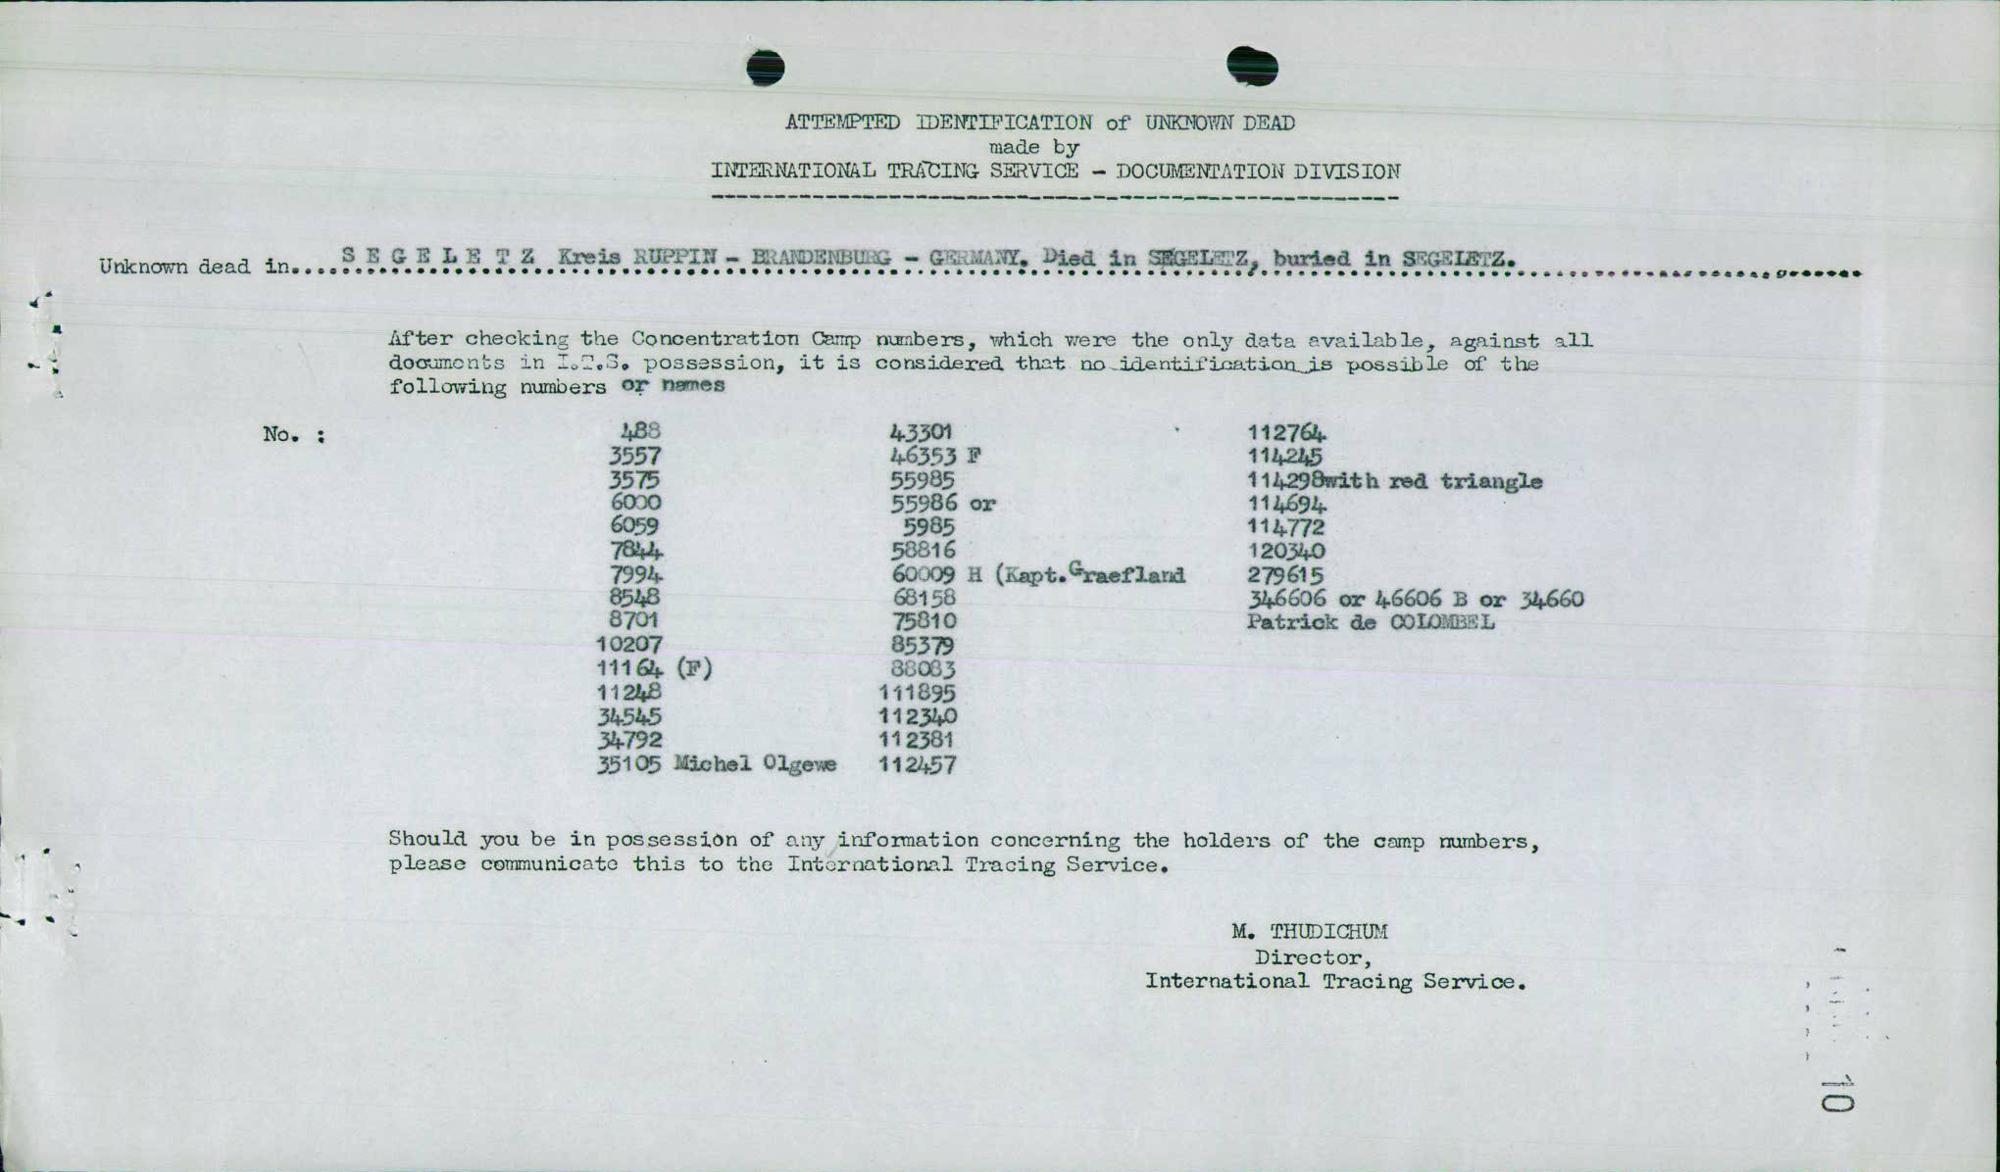 ATTEMPTED IDENTIFICATION of UNKNOWN DEAD
made by
INTERNATIONAL TRACING SERVICE - DOCUMENTATION DIVISION
Unknown dead in....S E G E L E T Z Kreis RUPPIN - BRANDENBURG - GERMANY. Died in SEGELETZ, buried in SEGELETZ.
After checking the Concentration Camp numbers, which were the only data available, against all
documents in I.T.S. possession, it is considered that no identification is possible of the
following numbers or names
No. :
488 43301 112764
3557 46353 F 114245
3575 55985 114298with red triangle
6000 55986 or 114694
6059 5985 114772
7844 58816 120340
7994 60009 H (Kapt.Graefland 279615
8548 68158 346606 or 46606 B or 34660
8701 75810 Patrick de COLOMBEL
10207 85379
11164 (F) 88083
11248 111895
34545 112340
34792 112381
35105 Michel Olgewe 112457
Should you be in possession of any information concerning the holders of the camp numbers,
please communicate this to the International Tracing Service.
M. THUDICHUM
Director,
International Tracing Service.
10